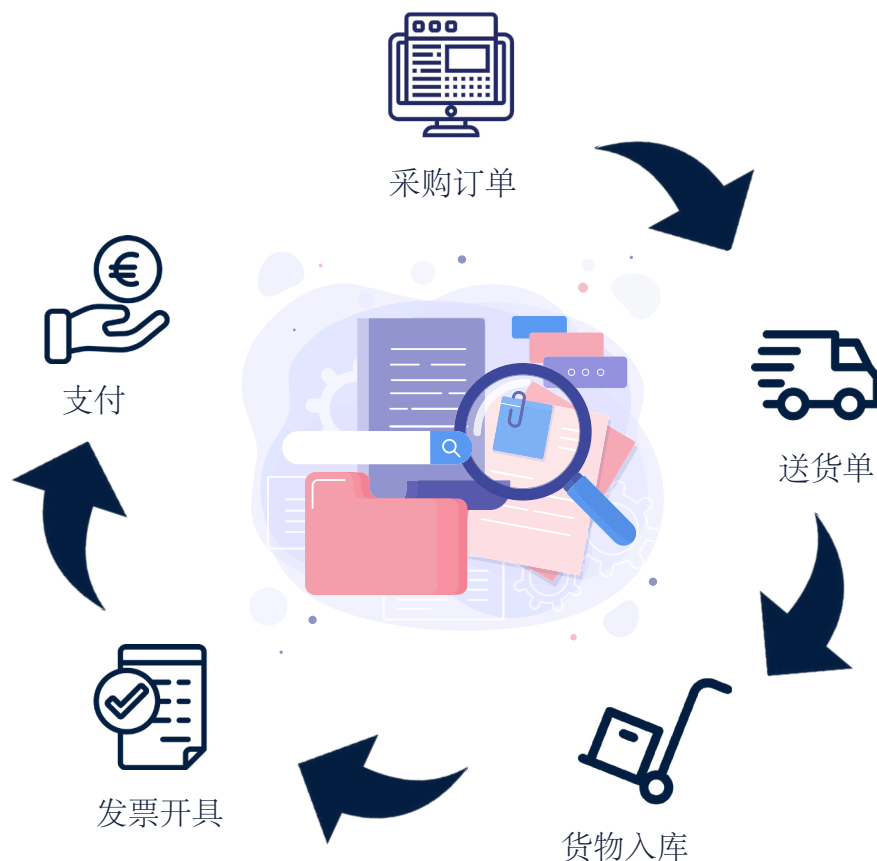 采购订单
送货单
货物入库
发票开具
支付